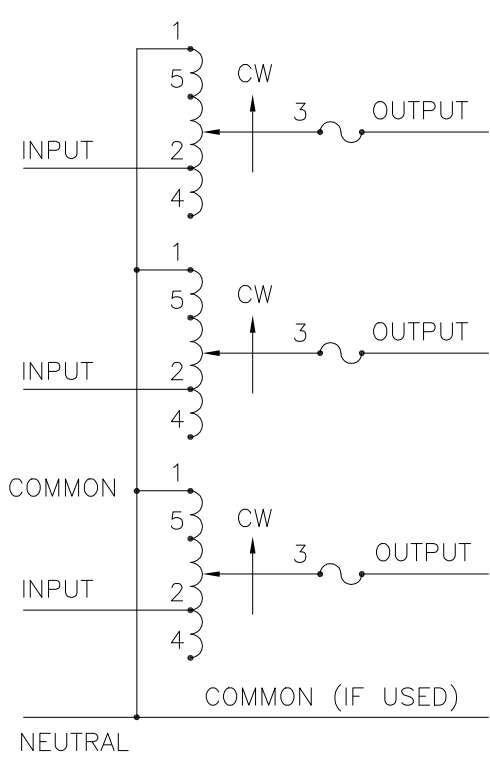 1
5
CW
3
OUTPUT
INPUT
2
4
1
5
CW
3
OUTPUT
INPUT
2
4
COMMON
1
5
CW
3
OUTPUT
INPUT
2
4
COMMON (IF USED)
NEUTRAL